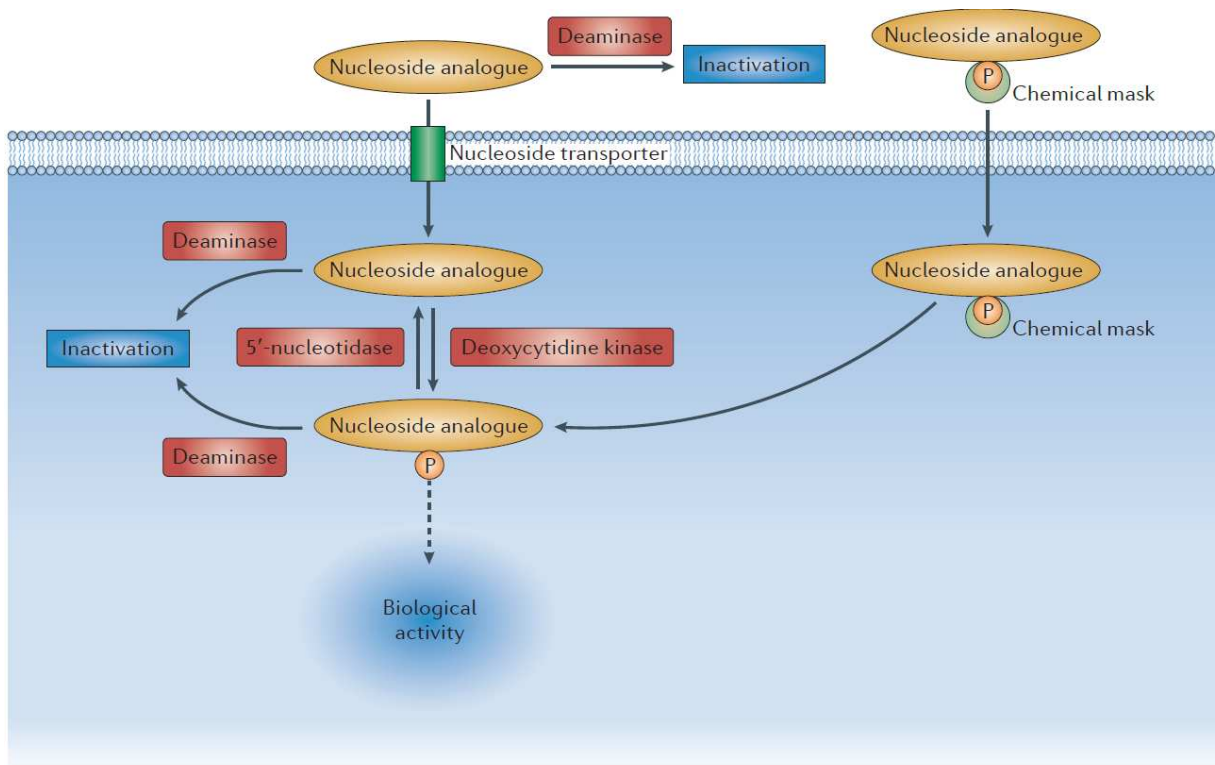 Nucleoside analogue
Deaminase
Inactivation
Nucleoside analogue
P
Chemical mask
Nucleoside transporter
Deaminase
Nucleoside analogue
Nucleoside analogue
P
Chemical mask
Inactivation
5′-nucleotidase
Deoxycytidine kinase
Nucleoside analogue
P
Deaminase
Biological
activity